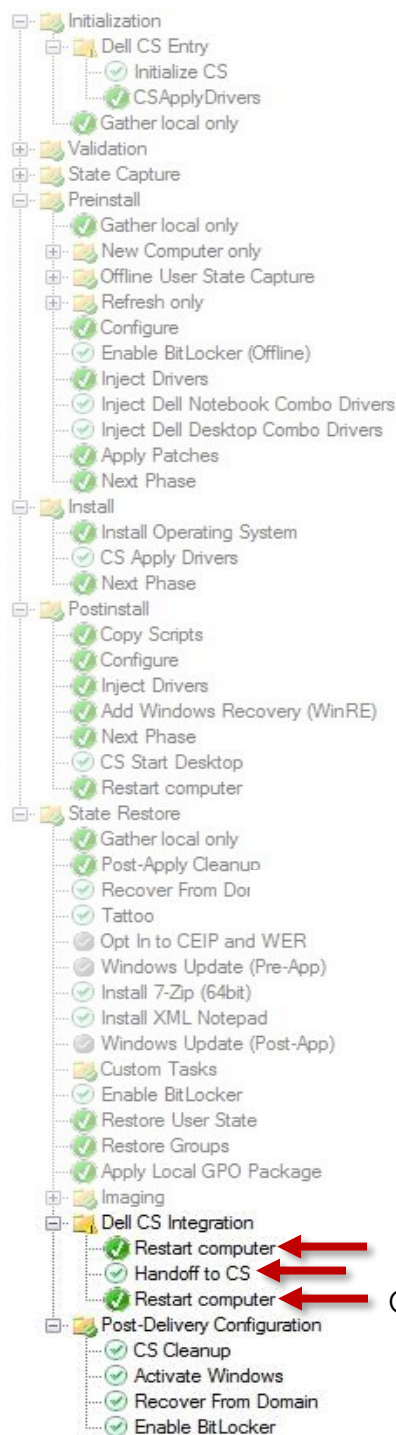 Initialization
Dell CS Entry
Initialize CS
CSApplyDrivers
Gather local only
Validation
State Capture
Preinstall
Gather local only
New Computer only
Offline User State Capture
Refresh only
Configure
Enable BitLocker (Offline)
Inject Drivers
Inject Dell Notebook Combo Drivers
Inject Dell Desktop Combo Drivers
Apply Patches
Next Phase
Install
Install Operating System
CS Apply Drivers
Next Phase
Postinstall
Copy Scripts
Configure
Inject Drivers
Add Windows Recovery (WinRE)
Next Phase
CS Start Desktop
Restart computer
State Restore
Gather local only
Post-Apply Cleanup
Recover From
Tattoo
Opt In to CEIP and WER
Windows Update (Pre-App)
Install 7-Zip (64bit)
Install XML Notepad
Windows Update (Post-App)
Custom Tasks
Enable BitLocker
Restore User State
Restore Groups
Apply Local GPO Package
Imaging
Dell CS Integration
Restart computer
Handoff to CS
Restart computer
Post-Delivery Configuration
CS Cleanup
Activate Windows
Recover From Domain
Enable BitLocker